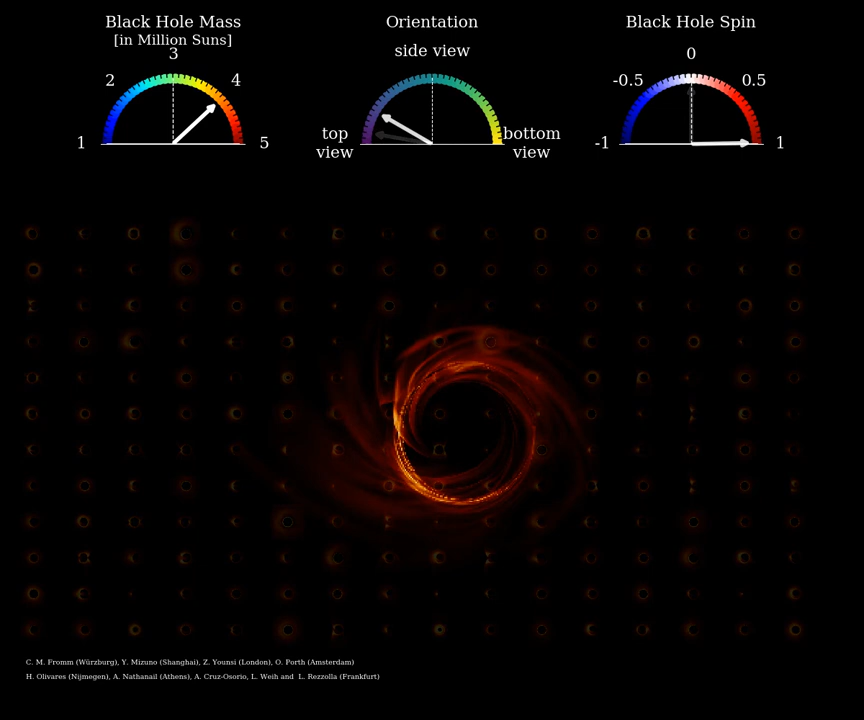 Black Hole Mass
[in Million Suns]
1 2 3 4 5
Orientation
side view
top view
bottom view
Black Hole Spin
-1 -0.5 0 0.5 1
C. M. Fromm (Würzburg), Y. Mizuno (Shanghai), Z. Younsi (London), O. Porth (Amsterdam)
H. Olivares (Nijmegen), A. Nathanail (Athens), A. Cruz-Osorio, L. Weih and L. Rezzolla (Frankfurt)